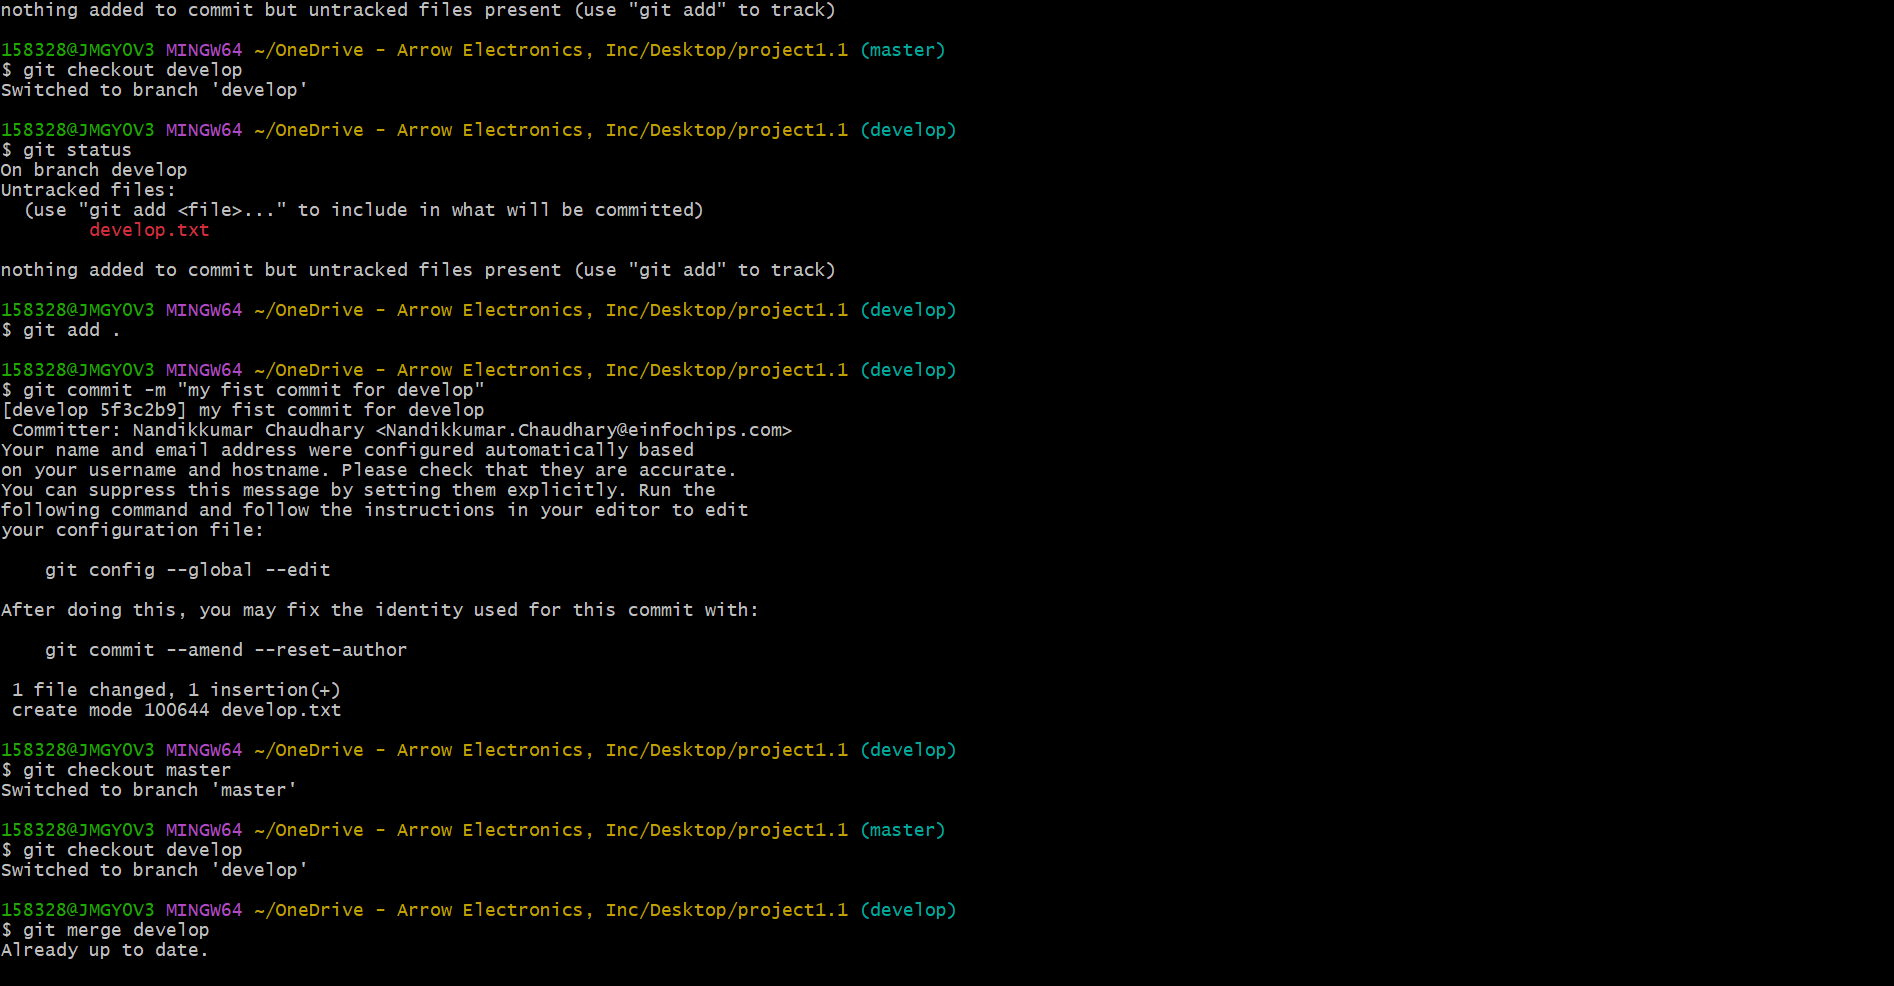 nothing added to commit but untracked files present (use "git add" to track)
158328@JMGYOV3 MINGW64 ~/OneDrive - Arrow Electronics, Inc/Desktop/project1.1 (master)
$ git checkout develop
Switched to branch 'develop'
158328@JMGYOV3 MINGW64 ~/OneDrive - Arrow Electronics, Inc/Desktop/project1.1 (develop)
$ git status
On branch develop
Untracked files:
  (use "git add <file>..." to include in what will be committed)
        develop.txt
nothing added to commit but untracked files present (use "git add" to track)
158328@JMGYOV3 MINGW64 ~/OneDrive - Arrow Electronics, Inc/Desktop/project1.1 (develop)
$ git add .
158328@JMGYOV3 MINGW64 ~/OneDrive - Arrow Electronics, Inc/Desktop/project1.1 (develop)
$ git commit -m "my fist commit for develop"
[develop 5f3c2b9] my fist commit for develop
 Committer: Nandikkumar Chaudhary <Nandikkumar.Chaudhary@einfochips.com>
Your name and email address were configured automatically based
on your username and hostname. Please check that they are accurate.
You can suppress this message by setting them explicitly. Run the
following command and follow the instructions in your editor to edit
your configuration file:
    git config --global --edit
After doing this, you may fix the identity used for this commit with:
    git commit --amend --reset-author
 1 file changed, 1 insertion(+)
 create mode 100644 develop.txt
158328@JMGYOV3 MINGW64 ~/OneDrive - Arrow Electronics, Inc/Desktop/project1.1 (develop)
$ git checkout master
Switched to branch 'master'
158328@JMGYOV3 MINGW64 ~/OneDrive - Arrow Electronics, Inc/Desktop/project1.1 (master)
$ git checkout develop
Switched to branch 'develop'
158328@JMGYOV3 MINGW64 ~/OneDrive - Arrow Electronics, Inc/Desktop/project1.1 (develop)
$ git merge develop
Already up to date.